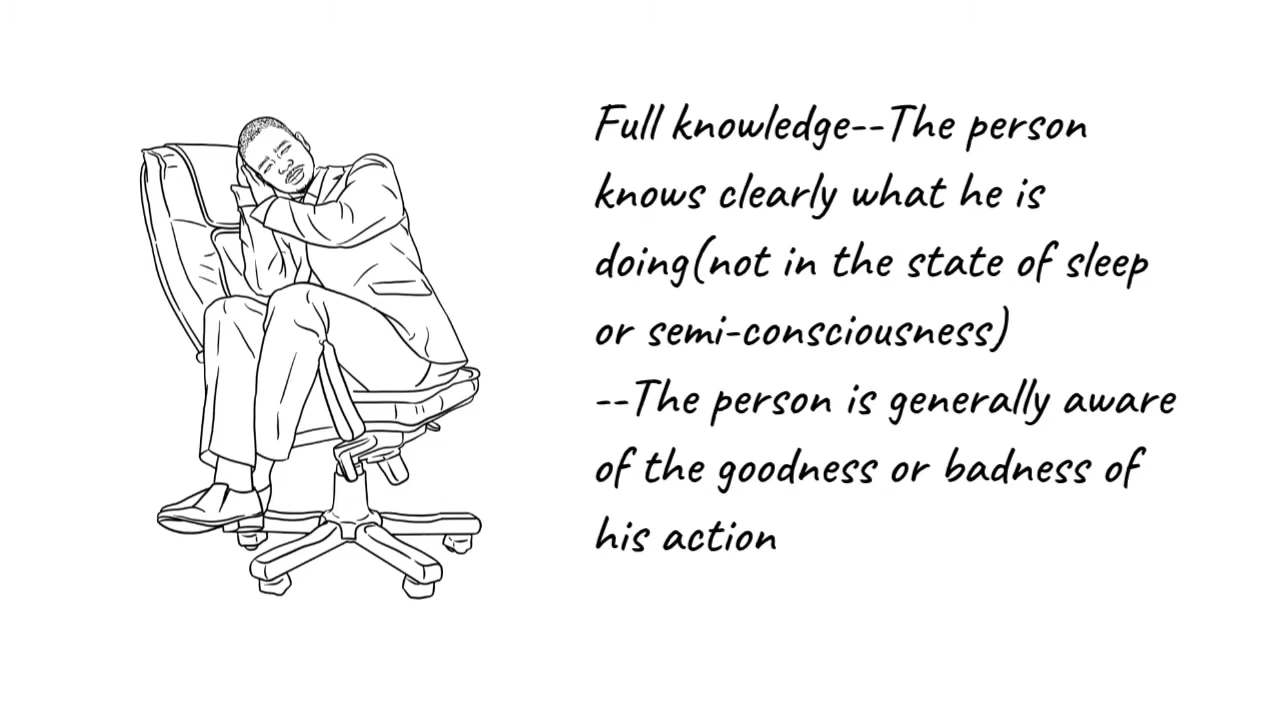 Full knowledge--The person
knows clearly what he is
doing(not in the state of sleep
or semi-consciousness)
--The person is generally aware
of the goodness or badness of
his action